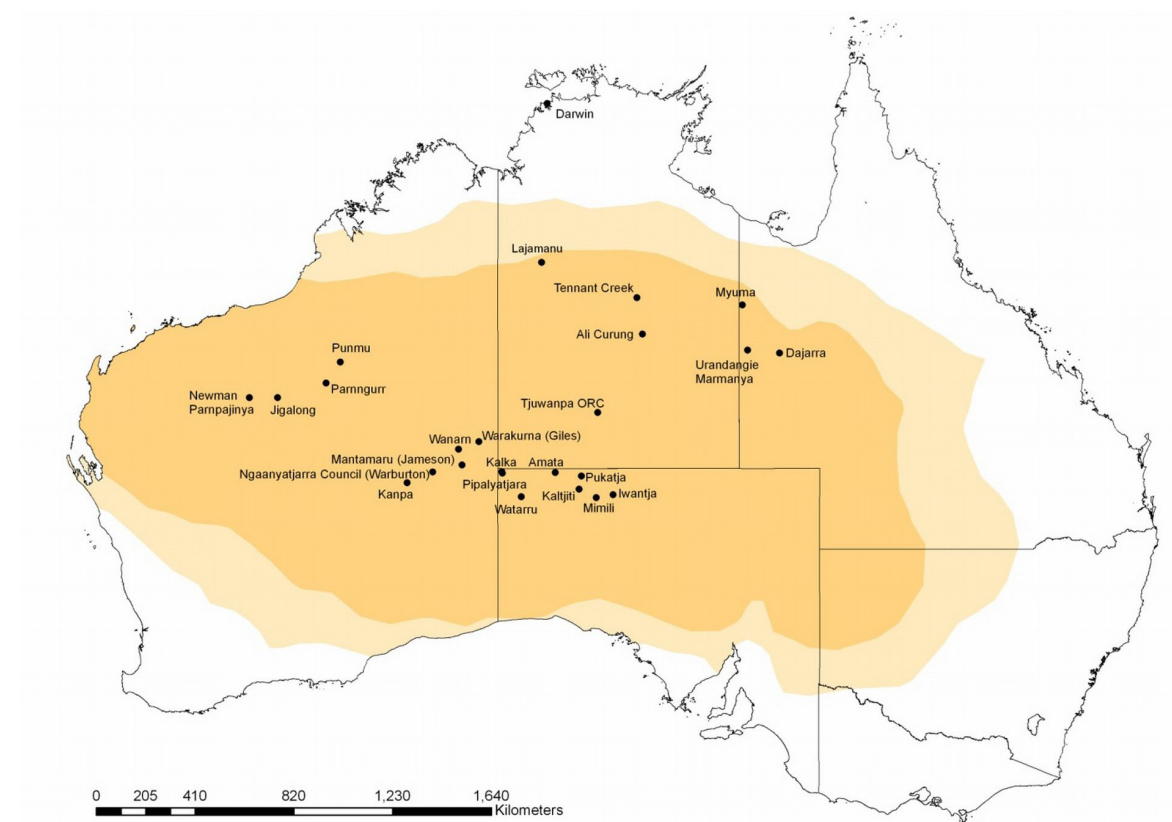 Darwin
Lajamanu
Tennant Creek
Myuma
Ali Curung
Punmu
Urandangie
Marmanya
Dajarra
Parnngurr
Newman
Parnpajinya
Jigalong
Tjuwanpa ORC
Wanarn
Warakurna (Giles)
Mantamaru (Jameson)
Kalka
Amata
Ngaanyatjarra Council (Warburton)
Pipalyatjara
Pukatja
Kanpa
Watarru
Kaltjiti
Iwantja
Mimili
0 205 410 820 1,230 1,640
Kilometers